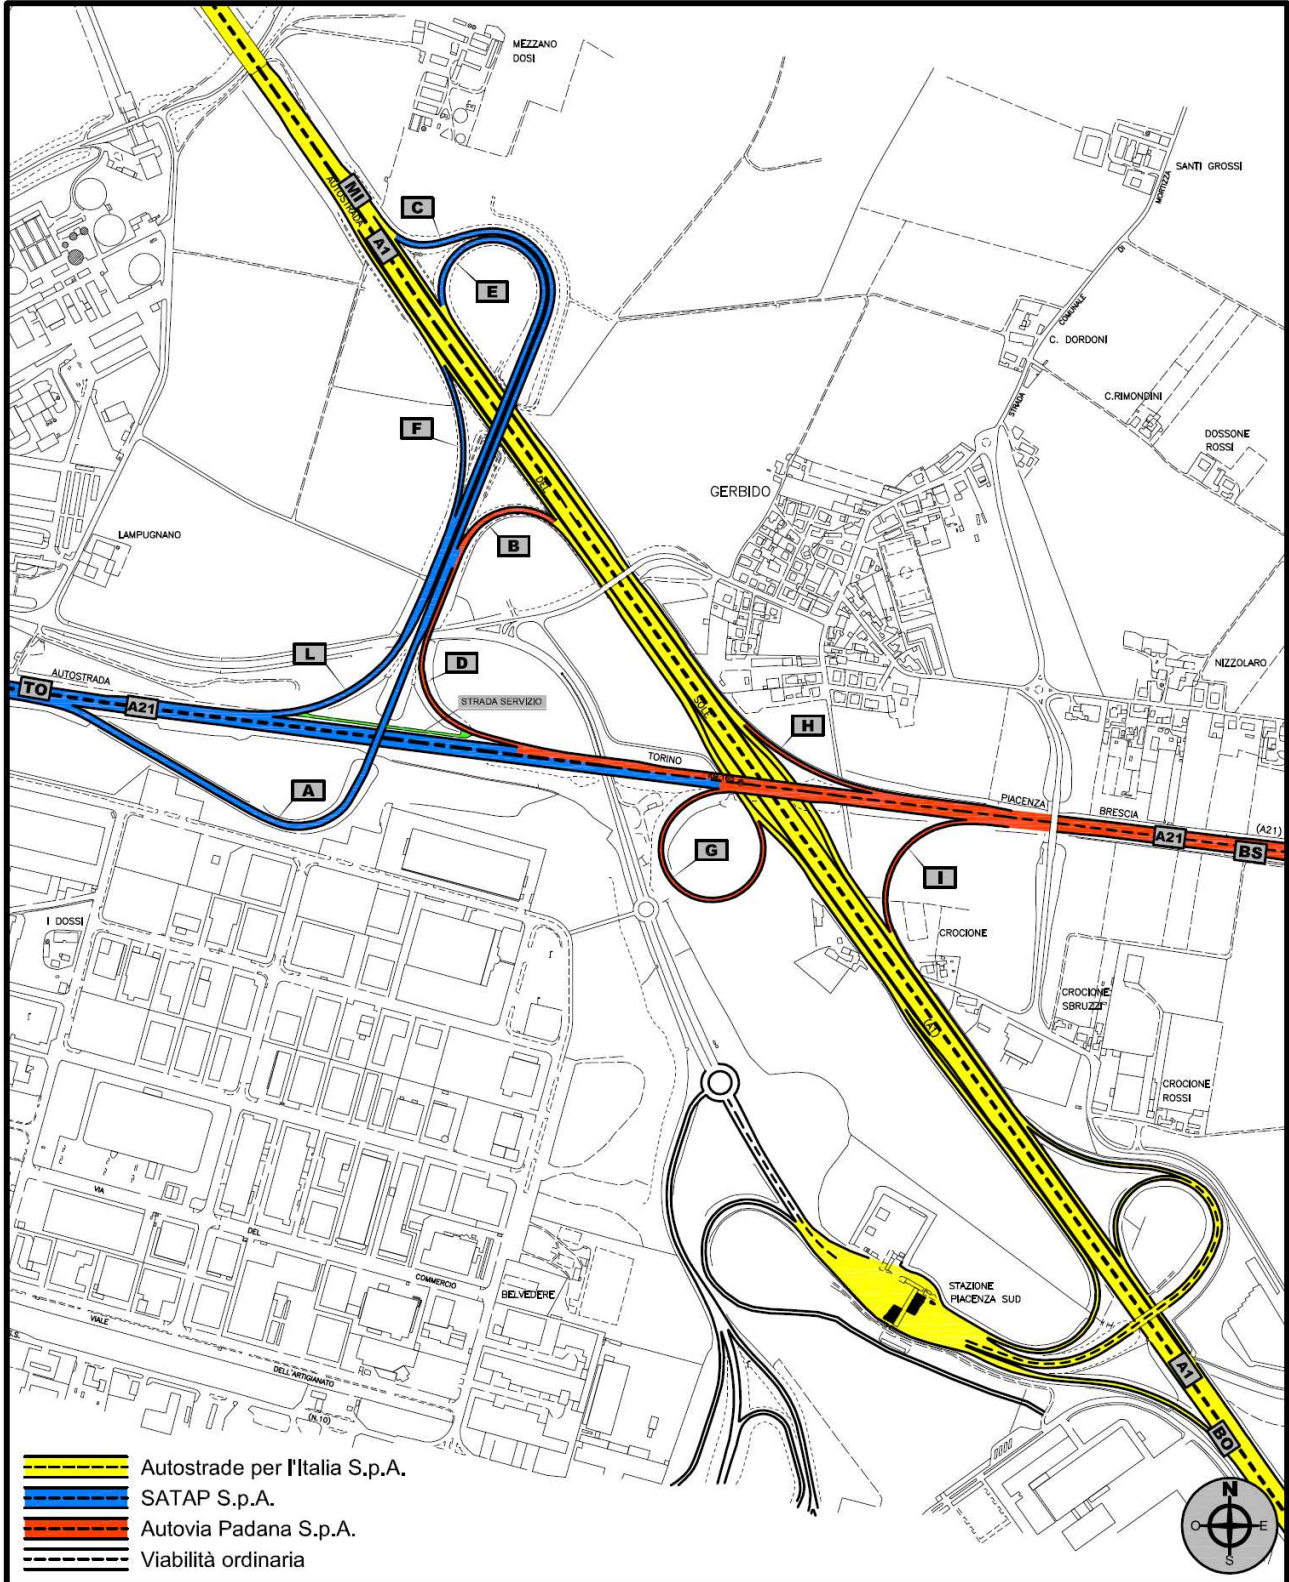 MEZZANO
DOSI
SANTI GROSSI
MORTIZZA
DI
COMUNALE
STRADA
MI
AUTOSTRADA
A1
C
E
C. DORDONI
C.RIMONDINI
DOSSONE
ROSSI
F
DEL
GERBIDO
LAMPUGNANO
B
L
D
NIZZOLARO
AUTOSTRADA
TO
A21
STRADA SERVIZIO
SOLE
H
TORINO
A
PIACENZA
BRESCIA
(A21)
A21
BS
G
I
I DOSSI
CROCIONE
CROCIONE
SBRUZZI
(A1)
CROCIONE
ROSSI
VIA
DEL
COMMERCIO
BELVEDERE
STAZIONE
PIACENZA SUD
VIALE
DELL'ARTIGIANATO
(N.10)
S.S.
A1
BO
Autostrade per l'Italia S.p.A.
SATAP S.p.A.
Autovia Padana S.p.A.
Viabilità ordinaria
N
O
E
S